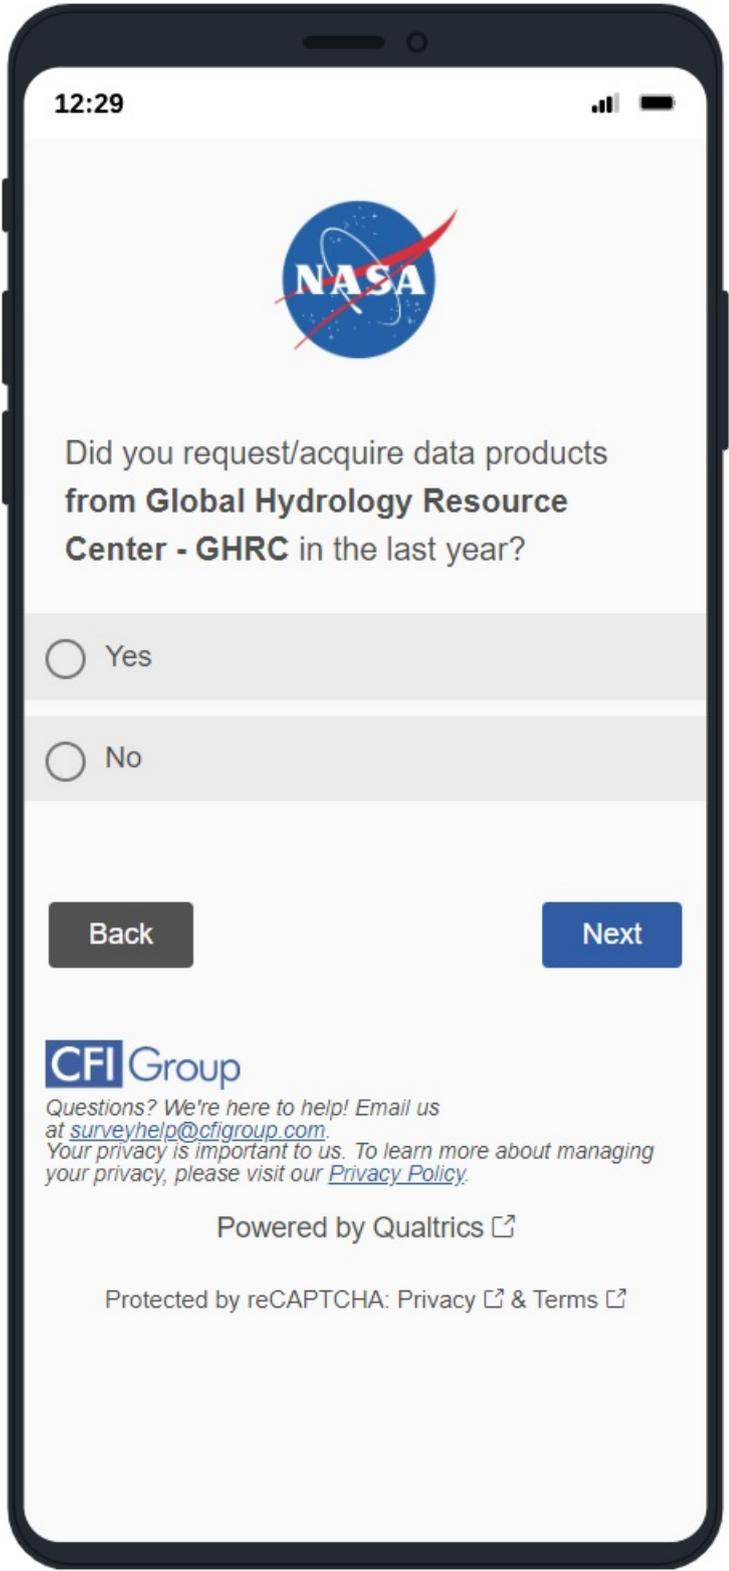 12:29
NASA
Did you request/acquire data products
from Global Hydrology Resource
Center - GHRC in the last year?
Yes
No
Back
Next
CFI Group
Questions? We're here to help! Email us
at surveyhelp@cfigroup.com.
Your privacy is important to us. To learn more about managing
your privacy, please visit our Privacy Policy.
Powered by Qualtrics
Protected by reCAPTCHA: Privacy & Terms